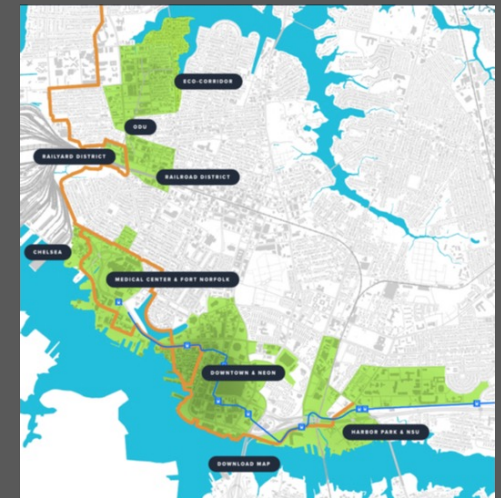 ECO-CORRIDOR
ODU
RAILYARD DISTRICT
RAILROAD DISTRICT
CHELSEA
MEDICAL CENTER & FORT NORFOLK
DOWNTOWN & NEON
HARBOR PARK & NSU
DOWNLOAD MAP